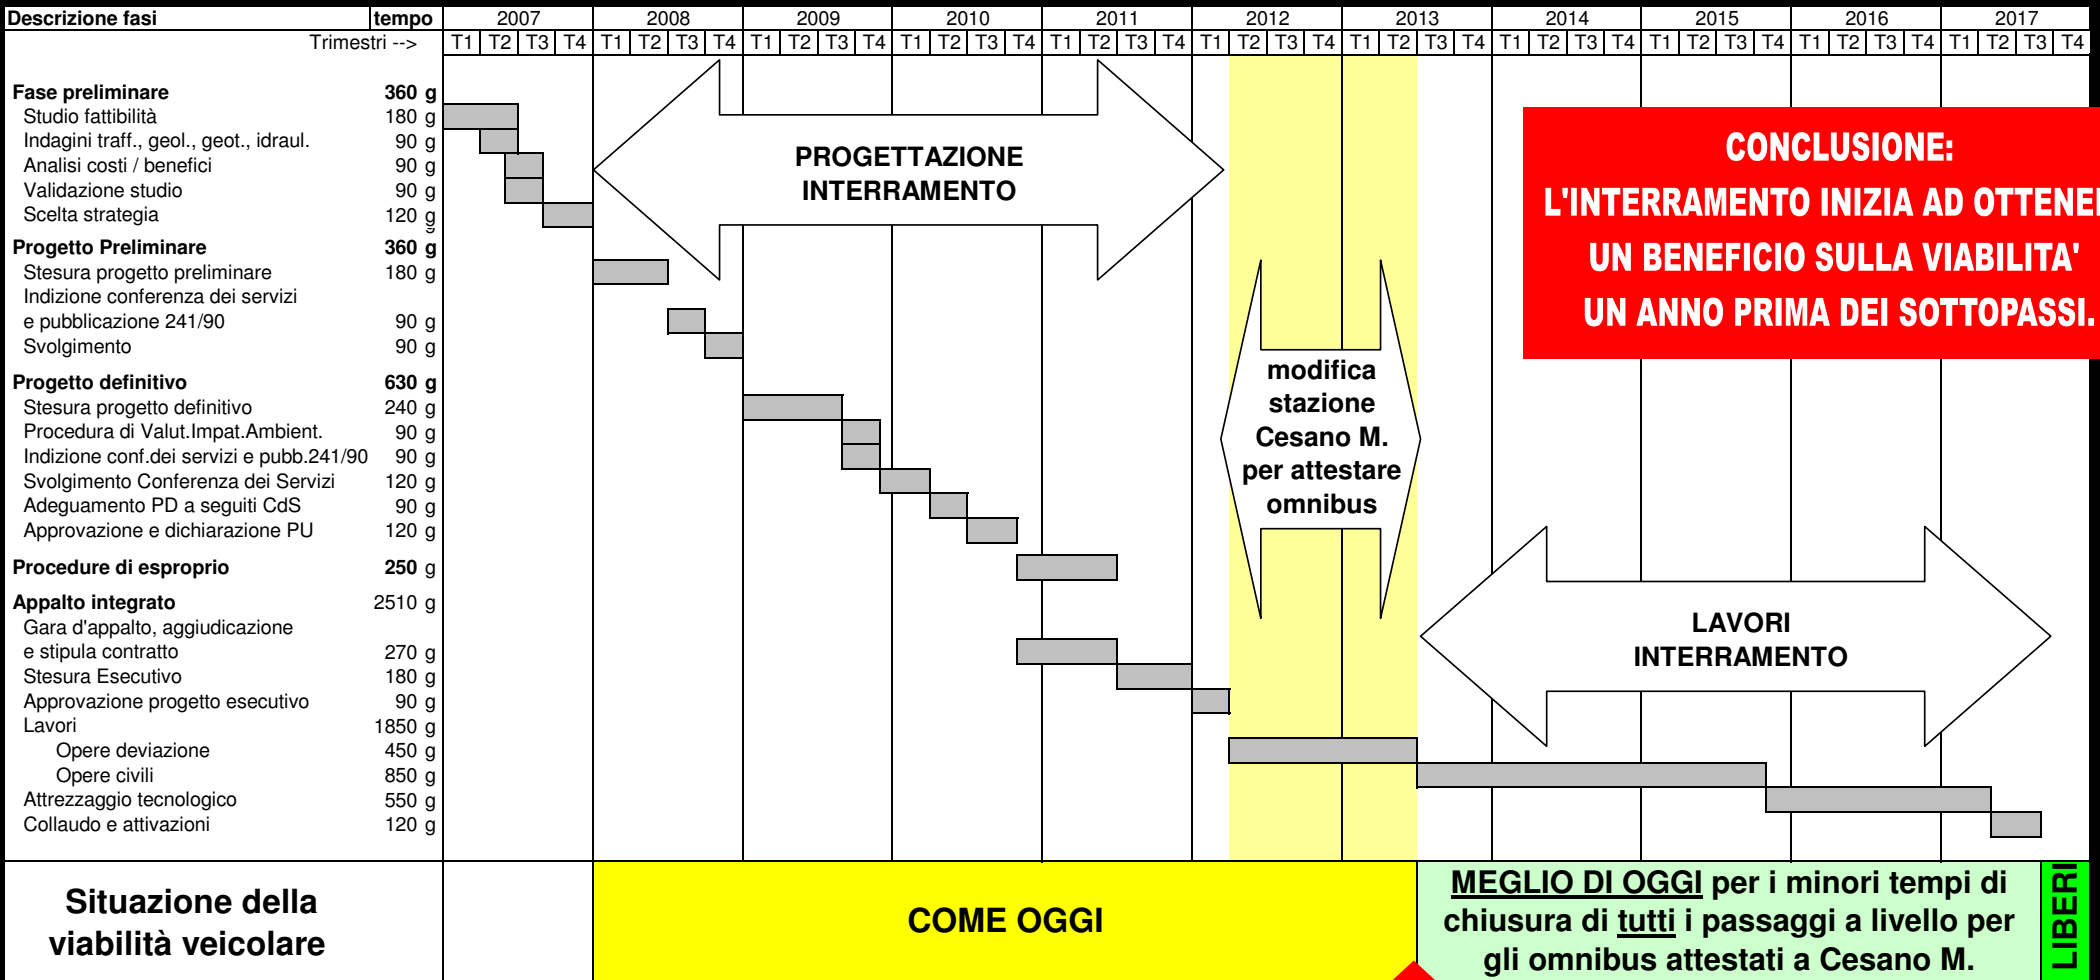 Descrizione fasi tempo 2007 2008 2009 2010 2011 2012 2013 2014 2015 2016 2017
Trimestri --> T1 T2 T3 T4 T1 T2 T3 T4 T1 T2 T3 T4 T1 T2 T3 T4 T1 T2 T3 T4 T1 T2 T3 T4 T1 T2 T3 T4 T1 T2 T3 T4 T1 T2 T3 T4 T1 T2 T3 T4 T1 T2 T3 T4
Fase preliminare 360 g
Studio fattibilità 180 g
Indagini traff., geol., geot., idraul. 90 g
Analisi costi / benefici 90 g
Validazione studio 90 g
Scelta strategia 120 g
Progetto Preliminare 360 g
Stesura progetto preliminare 180 g
Indizione conferenza dei servizi
e pubblicazione 241/90 90 g
Svolgimento 90 g
Progetto definitivo 630 g
Stesura progetto definitivo 240 g
Procedura di Valut.Impat.Ambient. 90 g
Indizione conf.dei servizi e pubb.241/90 90 g
Svolgimento Conferenza dei Servizi 120 g
Adeguamento PD a seguiti CdS 90 g
Approvazione e dichiarazione PU 120 g
Procedure di esproprio 250 g
Appalto integrato 2510 g
Gara d'appalto, aggiudicazione
e stipula contratto 270 g
Stesura Esecutivo 180 g
Approvazione progetto esecutivo 90 g
Lavori 1850 g
Opere deviazione 450 g
Opere civili 850 g
Attrezzaggio tecnologico 550 g
Collaudo e attivazioni 120 g
PROGETTAZIONE
INTERRAMENTO
CONCLUSIONE:
L'INTERRAMENTO INIZIA AD
UN BENEFICIO SULLA VIABILITA'
UN ANNO PRIMA DEI SOTTOPASSI.
modifica
stazione
Cesano M.
per attestare
omnibus
LAVORI
INTERRAMENTO
Situazione della
viabilità veicolare
COME OGGI
MEGLIO DI OGGI per i minori tempi di
chiusura di tutti i passaggi a livello per
gli omnibus attestati a Cesano M.
LIBERI